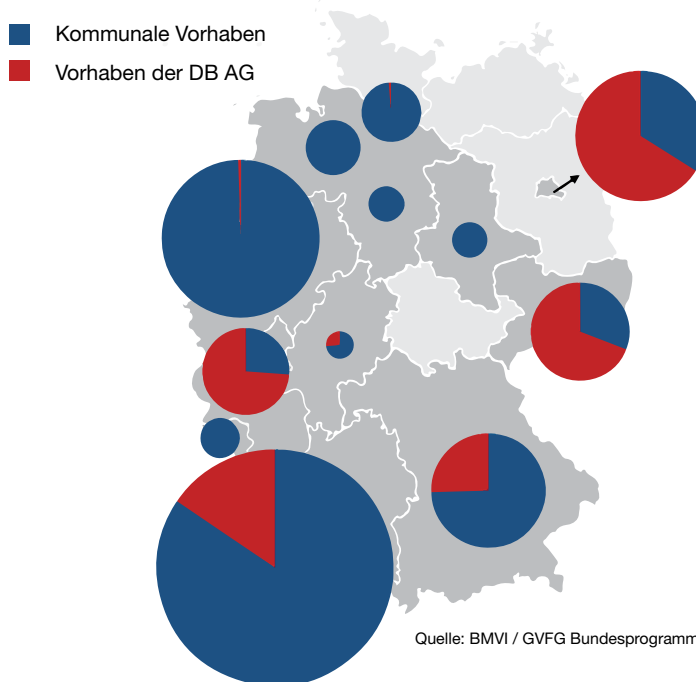 Kommunale Vorhaben
Vorhaben der DB AG
Quelle: BMVI / GVFG Bundesprogramm